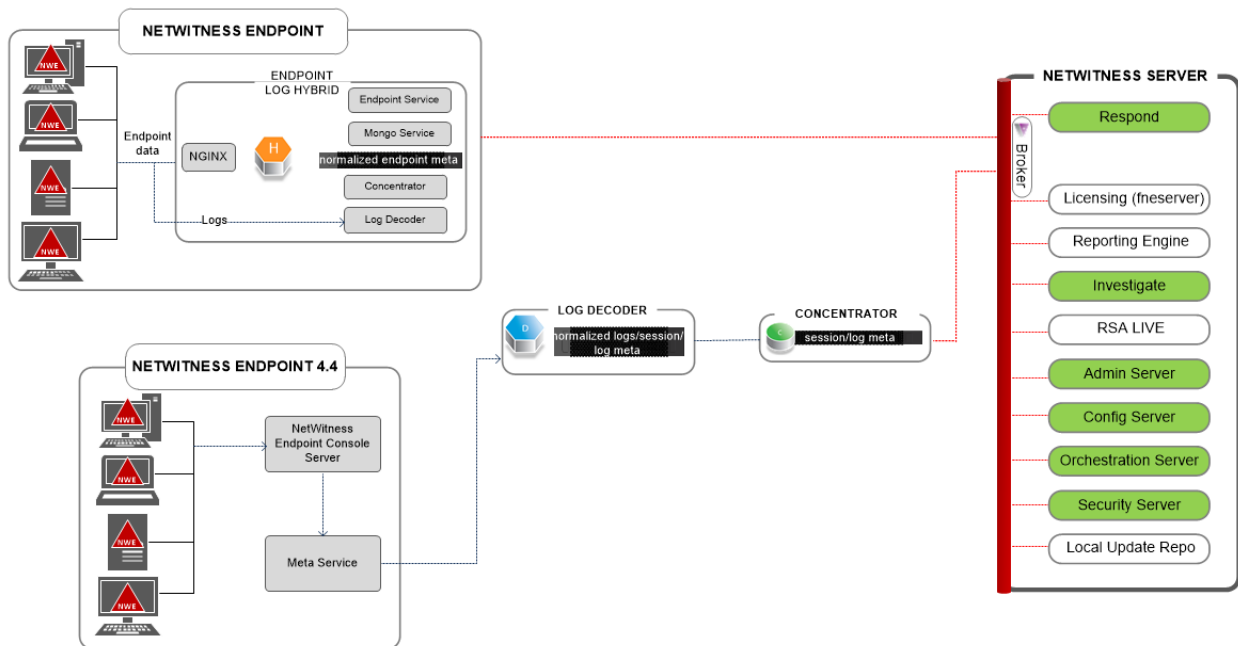 NETWITNESS ENDPOINT
NWE
NWE
NWE
NWE
Endpoint
data
ENDPOINT
LOG HYBRID
NGINX
H
Endpoint Service
Mongo Service
normalized endpoint meta
Concentrator
Log Decoder
Logs
NETWITNESS ENDPOINT 4.4
NWE
NWE
NWE
NWE
NetWitness
Endpoint Console
Server
Meta Service
LOG DECODER
D
normalized logs/session/
log meta
CONCENTRATOR
C
session/log meta
NETWITNESS SERVER
Broker
Respond
Licensing (fneserver)
Reporting Engine
Investigate
RSA LIVE
Admin Server
Config Server
Orchestration Server
Security Server
Local Update Repo